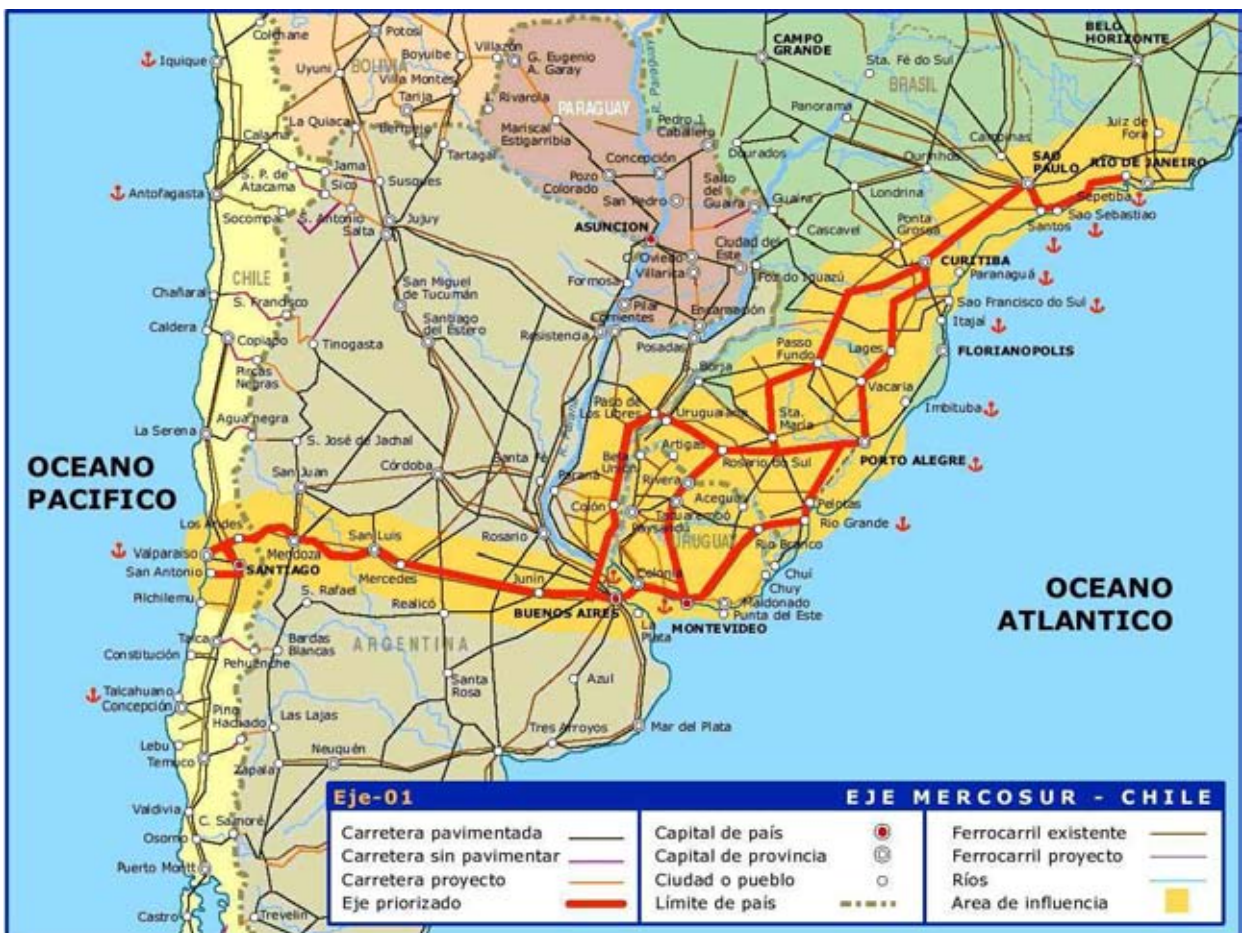 Colchane
Potosí
Boyuibe
Villazón
G. Eugenio
A. Garay
CAMPO
GRANDE
BELO
HORIZONTE
Iquique
Uyuni
BOLIVIA
Villa Montes
Tarija
I. Rivarola
PARAGUAY
R. Paraguay
Sta. Fé do Sul
BRASIL
Panorama
La Quiaca
Bermejo
Mariscal
Estigarribia
Pedro J.
Caballero
Juiz de
Fora
Calama
Tartagal
Concepción
Dourados
Ourinhos
Campinas
S. P. de
Atacama
Jama
Sico
Susques
Pozo
Colorado
Salto
del
Guaira
SAO
PAULO
RIO DE JANEIRO
Antofagasta
Socompa
S. Antonio
Salta
Jujuy
San Pedro
Guaira
Londrina
Sepetiba
Sao Sebastiao
Santos
ASUNCION
Cascavel
Ponta
Grossa
CHILE
C. Oviedo
Villarica
Ciudad del
Este
Foz do Iguazú
CURITIBA
Paranaguá
Chañaral
S. Francisco
San Miguel
de Tucumán
Formosa
Pilar
Encarnación
Sao Francisco do Sul
Caldera
Santiago
del Estero
Corrientes
Resistencia
Itajaí
Copiapo
Tinogasta
Posadas
Passo
Fundo
Lages
FLORIANOPOLIS
Pircas
Negras
S. Borja
Vacaria
Agua negra
Paso de
Los Libres
Uruguaiana
Sta.
María
Imbituba
La Serena
S. José de Jachal
R. Paraná
Artigas
OCEANO
PACIFICO
San Juan
Córdoba
Santa Fé
Bella
Unión
Rosario do Sul
PORTO ALEGRE
Paraná
Rivera
Acegua
Los Andes
Colón
Tacuarembó
Pelotas
Valparaiso
Mendoza
San Luis
Rosario
Paysandú
URUGUAY
Rio Grande
San Antonio
SANTIAGO
Mercedes
Junín
Colonia
Rio Branco
Chuí
Chuy
OCEANO
ATLANTICO
Pilchilemu
S. Rafael
Realicó
BUENOS AIRES
La
Plata
MONTEVIDEO
Maldonado
Punta del Este
Talca
Bardas
Blancas
ARGENTINA
Constitución
Pehuenche
Santa
Rosa
Azul
Talcahuano
Concepción
Pino
Hachado
Las Lajas
Tres Arroyos
Mar del Plata
Lebu
Temuco
Zapala
Neuquén
Valdivia
C. Samoré
Osorno
Puerto Montt
Castro
Trevelin
Eje-01
EJE MERCOSUR - CHILE
Carretera pavimentada
Carretera sin pavimentar
Carretera proyecto
Eje priorizado
Capital de país
Capital de provincia
Ciudad o pueblo
Límite de país
Ferrocarril existente
Ferrocarril proyecto
Ríos
Area de influencia